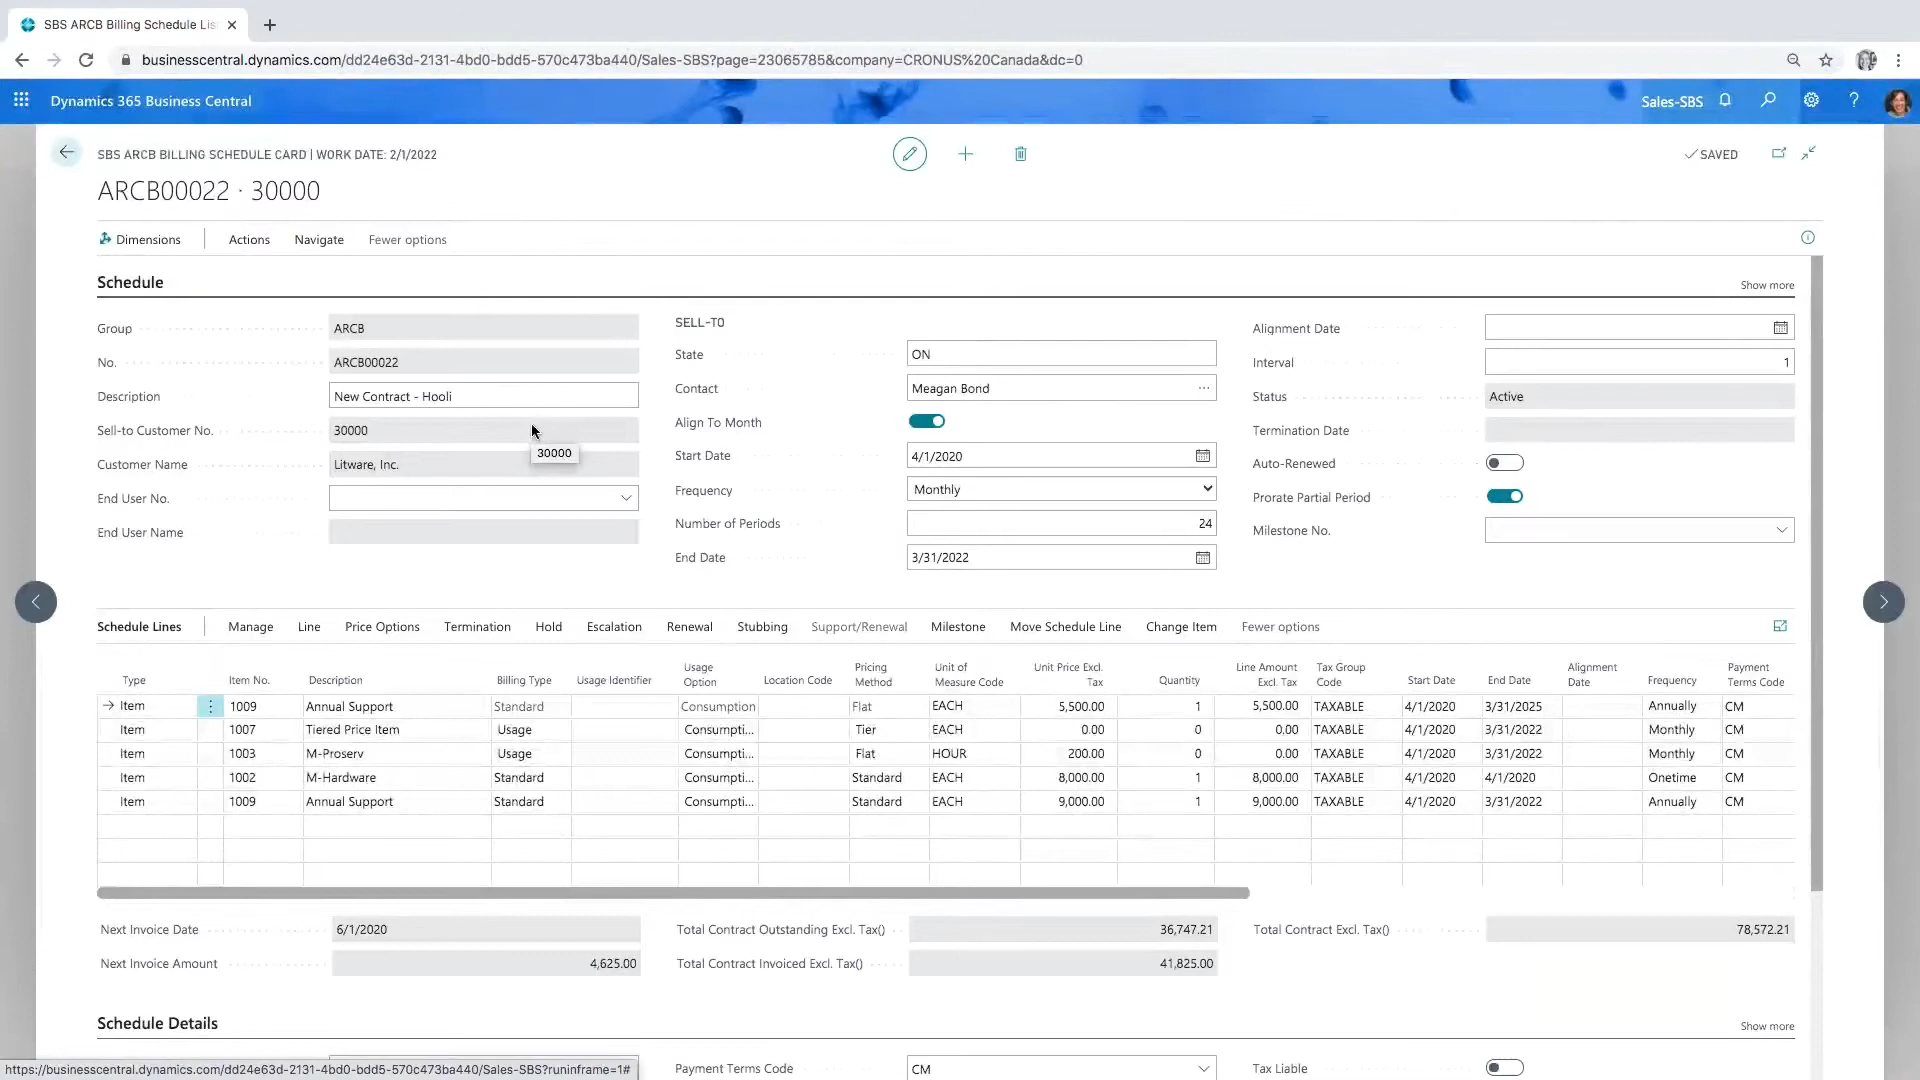 SBS ARCB Billing Schedule Lis
businesscentral.dynamics.com/dd24e63d-2131-4bd0-bdd5-570c473ba440/Sales-SBS?page=23065785&company=CRONUS%20Canada&dc=0
Dynamics 365 Business Central
Sales-SBS
SBS ARCB BILLING SCHEDULE CARD | WORK DATE: 2/1/2022
SAVED
ARCB00022 · 30000
Dimensions Actions Navigate Fewer options
Schedule
Show more
Group ARCB
No. ARCB00022
Description New Contract - Hooli
Sell-to Customer No. 30000
30000
Customer Name Litware, Inc.
End User No.
End User Name
SELL-TO
State ON
Contact Meagan Bond
Align To Month
Start Date 4/1/2020
Frequency Monthly
Number of Periods 24
End Date 3/31/2022
Alignment Date
Interval 1
Status Active
Termination Date
Auto-Renewed
Prorate Partial Period
Milestone No.
Schedule Lines Manage Line Price Options Termination Hold Escalation Renewal Stubbing Support/Renewal Milestone Move Schedule Line Change Item Fewer options
Type Item No. Description Billing Type Usage Identifier Usage Option Location Code Pricing Method Unit of Measure Code Unit Price Excl. Tax Quantity Line Amount Excl. Tax Tax Group Code Start Date End Date Alignment Date Frequency Payment Terms Code
Item 1009 Annual Support Standard Consumption Flat EACH 5,500.00 1 5,500.00 TAXABLE 4/1/2020 3/31/2025 Annually CM
Item 1007 Tiered Price Item Usage Consumpti... Tier EACH 0.00 0 0.00 TAXABLE 4/1/2020 3/31/2022 Monthly CM
Item 1003 M-Proserv Usage Consumpti... Flat HOUR 200.00 0 0.00 TAXABLE 4/1/2020 3/31/2022 Monthly CM
Item 1002 M-Hardware Standard Consumpti... Standard EACH 8,000.00 1 8,000.00 TAXABLE 4/1/2020 4/1/2020 Onetime CM
Item 1009 Annual Support Standard Consumpti... Standard EACH 9,000.00 1 9,000.00 TAXABLE 4/1/2020 3/31/2022 Annually CM
Next Invoice Date 6/1/2020
Next Invoice Amount 4,625.00
Total Contract Outstanding Excl. Tax() 36,747.21
Total Contract Invoiced Excl. Tax() 41,825.00
Total Contract Excl. Tax() 78,572.21
Schedule Details
Show more
Payment Terms Code CM
Tax Liable
https://businesscentral.dynamics.com/dd24e63d-2131-4bd0-bdd5-570c473ba440/Sales-SBS?runinframe=1#